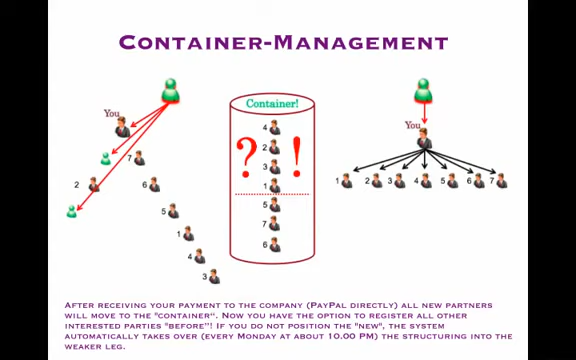 Container-Management
You
7
2
6
5
1
4
3
Container!
4
2
?
!
3
1
5
7
6
You
1 2 3 4 5 6 7
After receiving your payment to the company (PayPal directly) all new partners
will move to the "container“. Now you have the option to register all other
interested parties "before”! If you do not position the "new", the system
automatically takes over (every Monday at about 10.00 PM) the structuring into the
weaker leg.